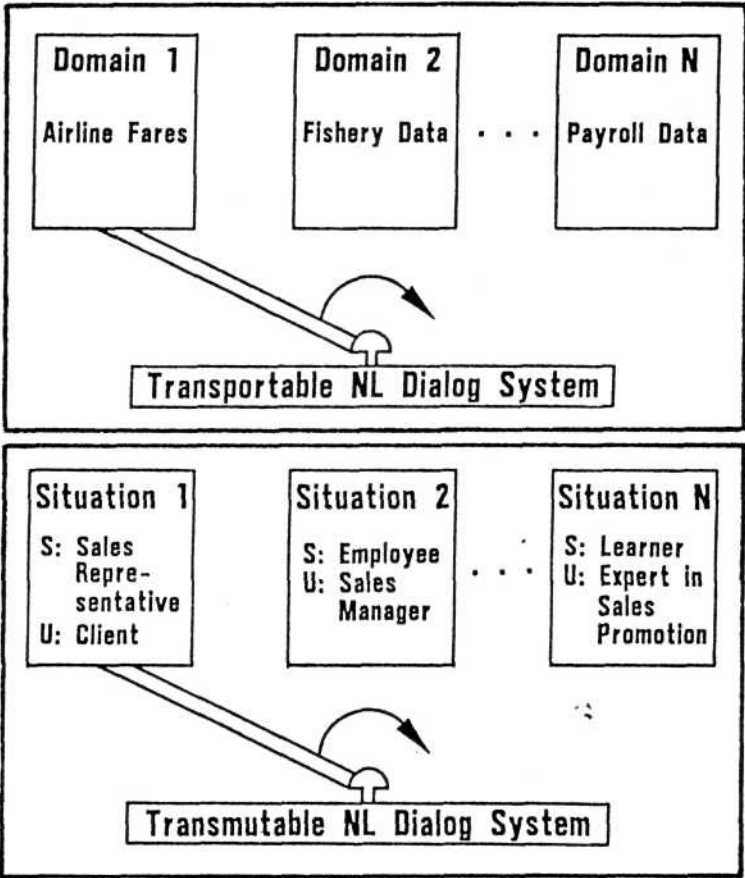 Domain 1
Airline Fares
Domain 2
Fishery Data
. . .
Domain N
Payroll Data
Transportable NL Dialog System
Situation 1
S: Sales
Repre-
sentative
U: Client
Situation 2
S: Employee
U: Sales
Manager
. . .
Situation N
S: Learner
U: Expert in
Sales
Promotion
Transmutable NL Dialog System